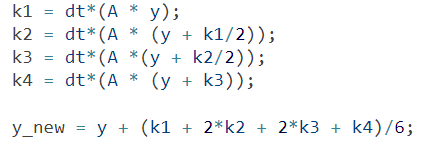 k1 = dt*(A * y);
k2 = dt*(A * (y + k1/2));
k3 = dt*(A *(y + k2/2));
k4 = dt*(A * (y + k3));
y_new = y + (k1 + 2*k2 + 2*k3 + k4)/6;